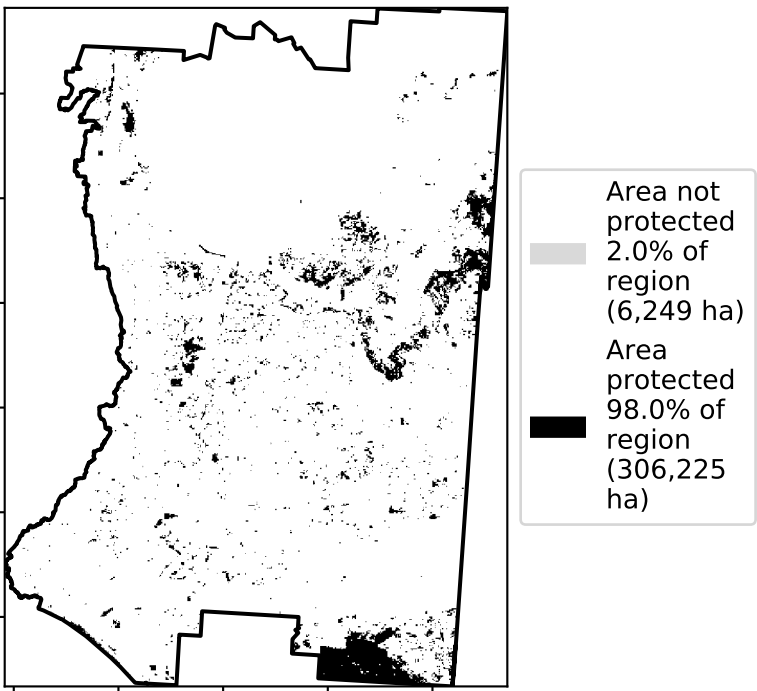 Area not
protected
2.0% of
region
(6,249 ha)
Area
protected
98.0% of
region
(306,225
ha)